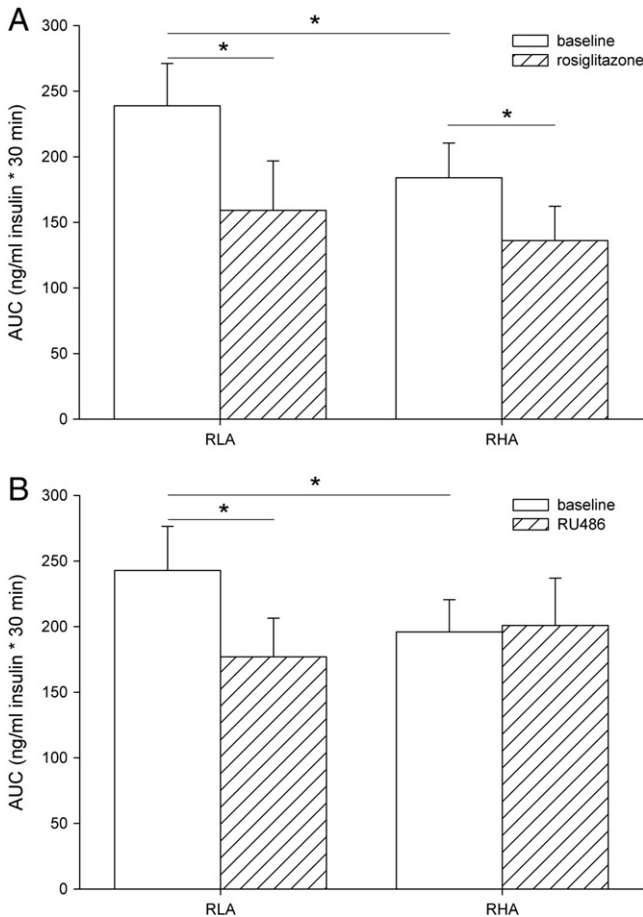 A
300
250
200
150
100
50
0
AUC (ng/ml insulin * 30 min)
*
*
*
baseline
rosiglitazone
RLA
RHA
B
300
250
200
150
100
50
0
AUC (ng/ml insulin * 30 min)
*
*
baseline
RU486
RLA
RHA